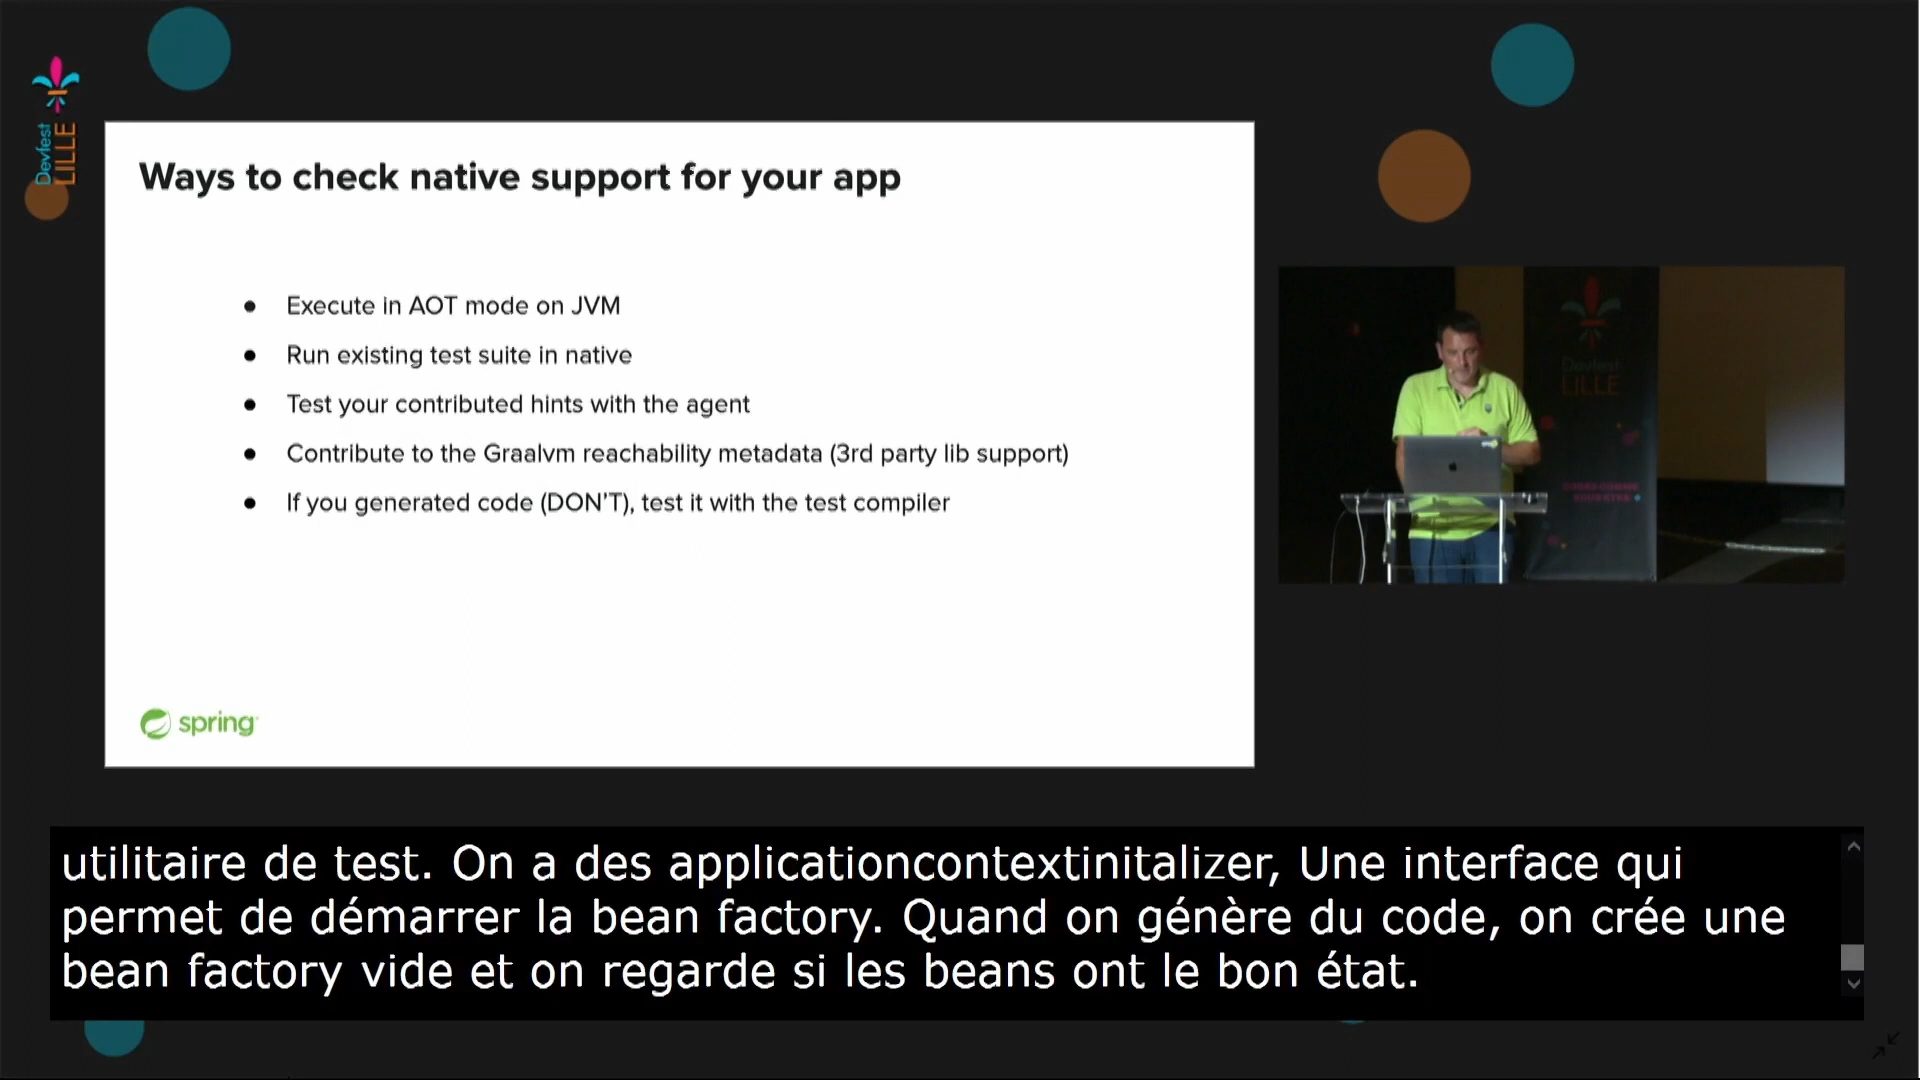 Devfest
LILLE
Ways to check native support for your app
● Execute in AOT mode on JVM
● Run existing test suite in native
● Test your contributed hints with the agent
● Contribute to the Graalvm reachability metadata (3rd party lib support)
● If you generated code (DON'T), test it with the test compiler
spring
Devfest
LILLE
utilitaire de test. On a des applicationcontextinitalizer, Une interface qui
permet de démarrer la bean factory. Quand on génère du code, on crée une
bean factory vide et on regarde si les beans ont le bon état.